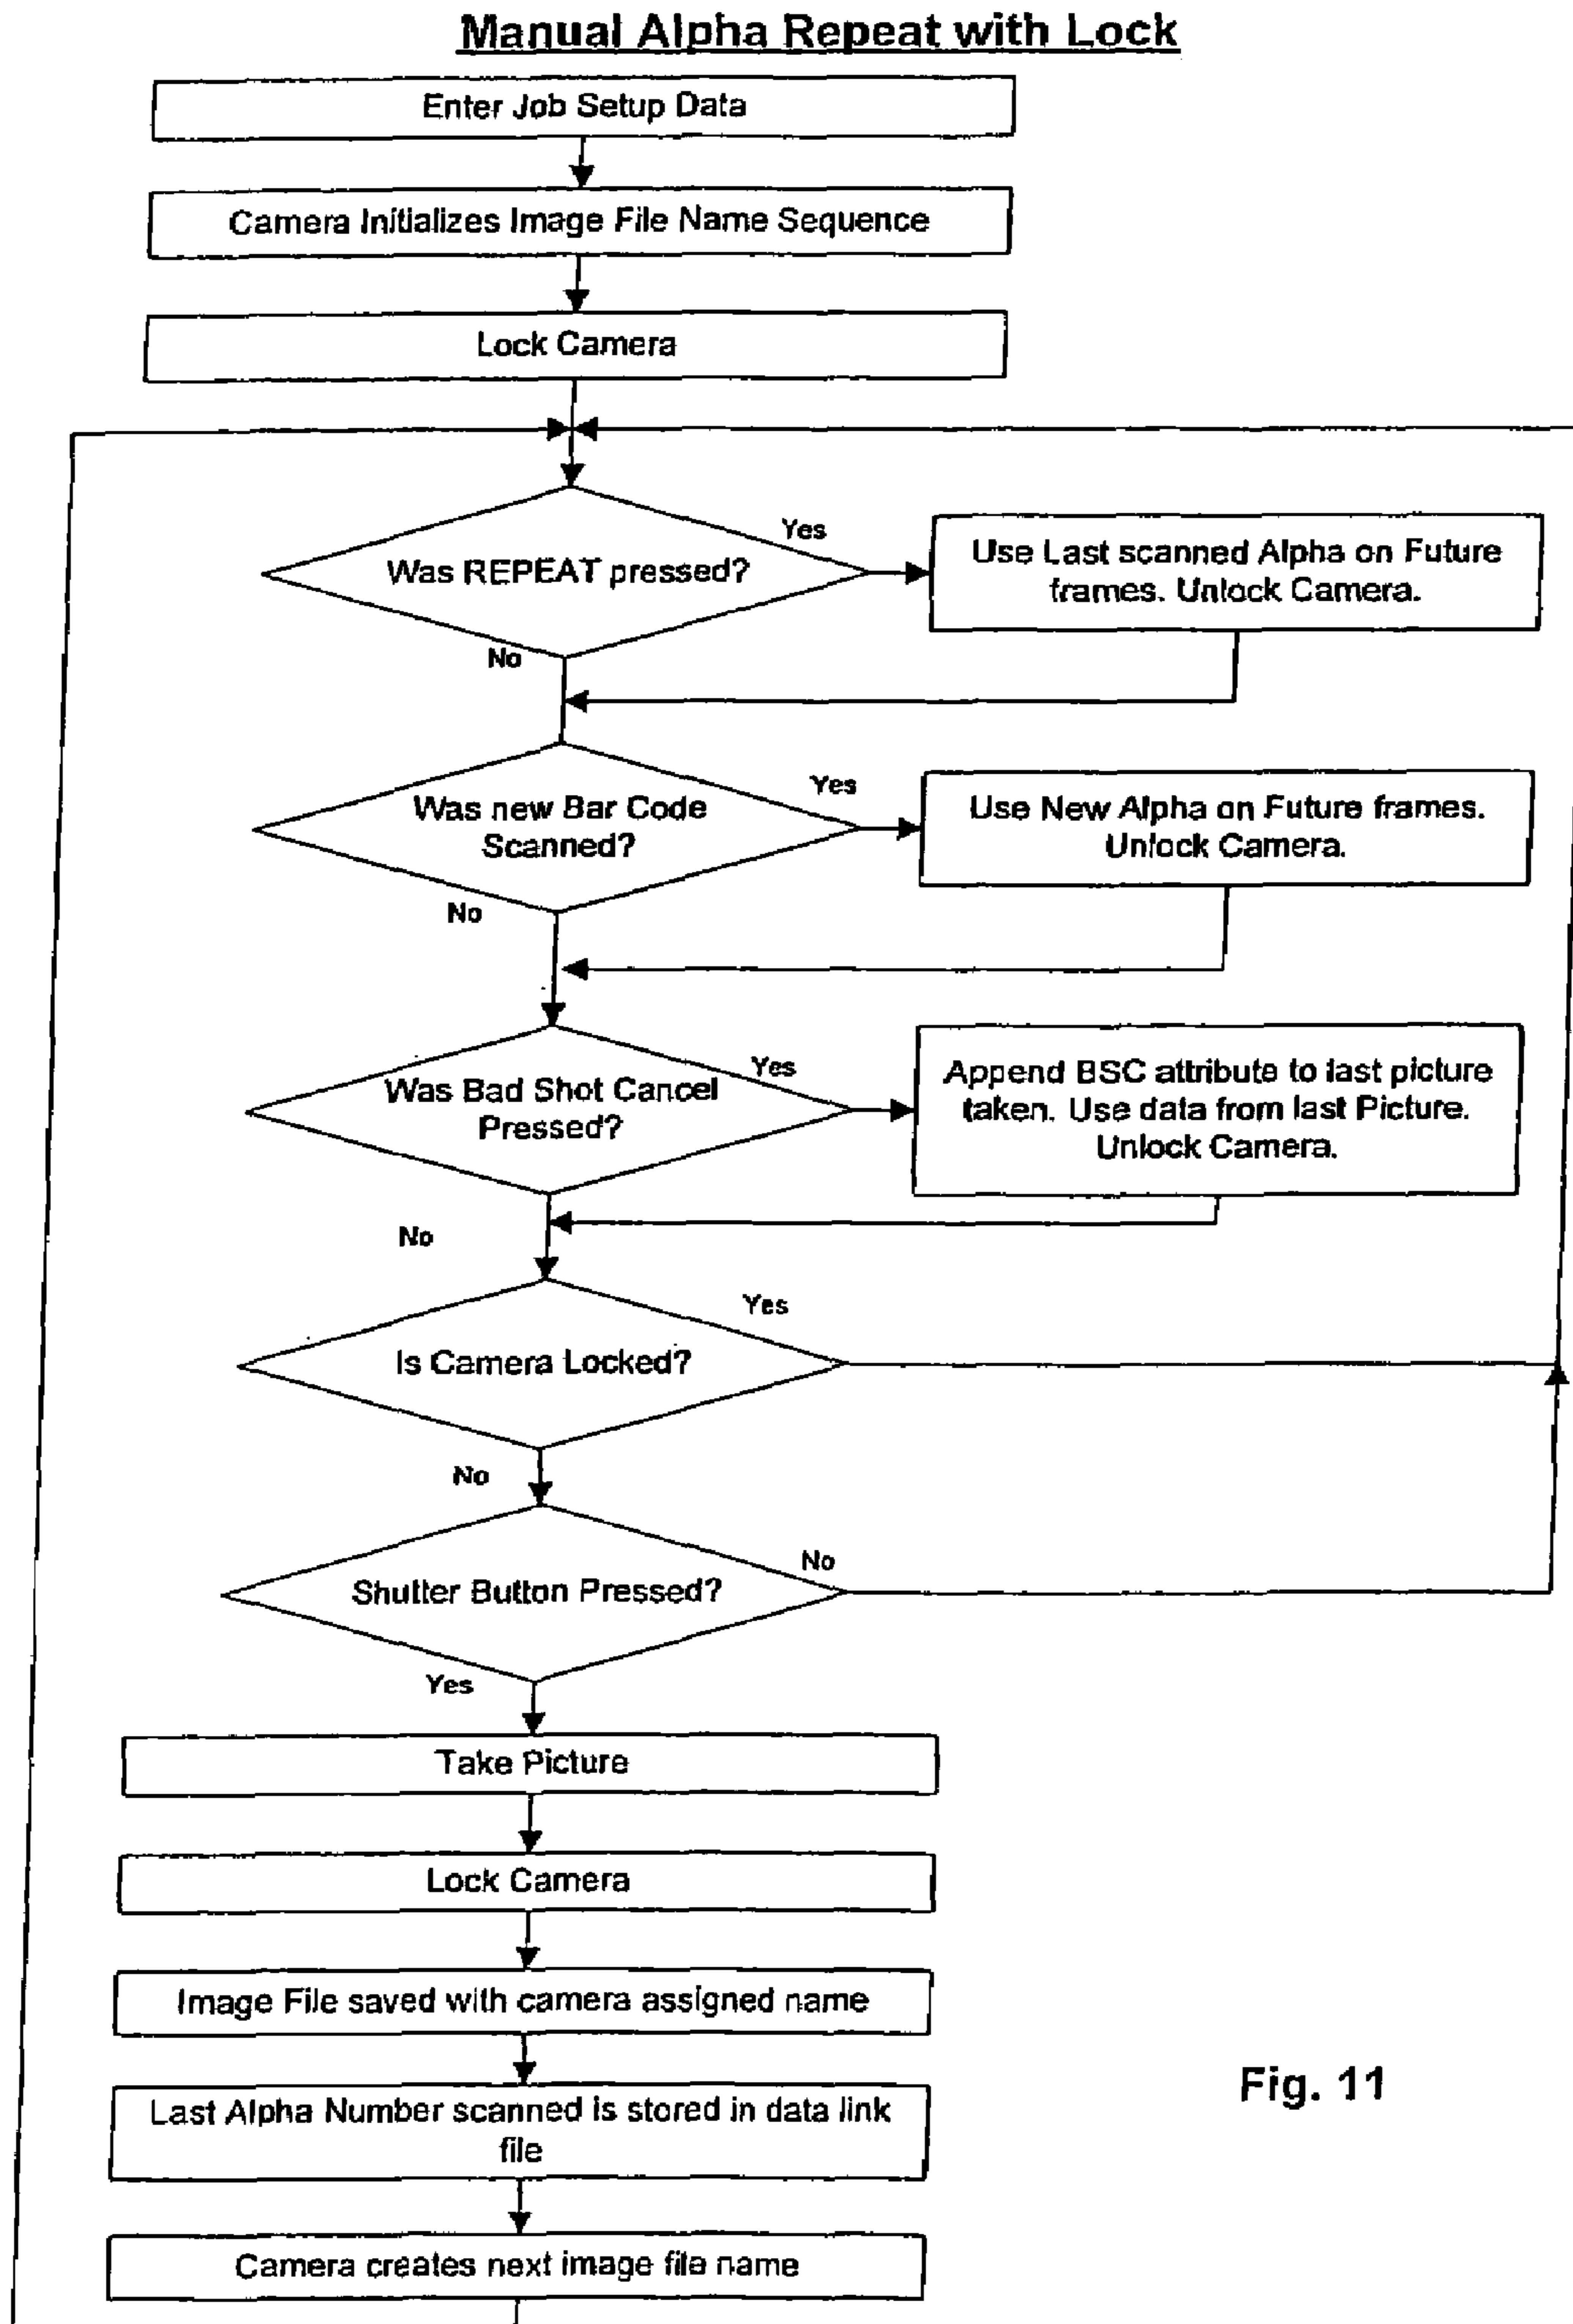 Manual Alpha Repeat with Lock
Enter Job Setup Data
Camera Initializes Image File Name Sequence
Lock Camera
Was REPEAT pressed?
Yes
Use Last scanned Alpha on Future
frames. Unlock Camera.
No
Was new Bar Code
Scanned?
Yes
Use New Alpha on Future frames.
Unlock Camera.
No
Was Bad Shot Cancel
Pressed?
Yes
Append BSC attribute to last picture
taken. Use data from last Picture.
Unlock Camera.
No
Is Camera Locked?
Yes
No
Shutter Button Pressed?
No
Yes
Take Picture
Lock Camera
Image File saved with camera assigned name
Last Alpha Number scanned is stored in data link
file
Camera creates next image file name
Fig. 11